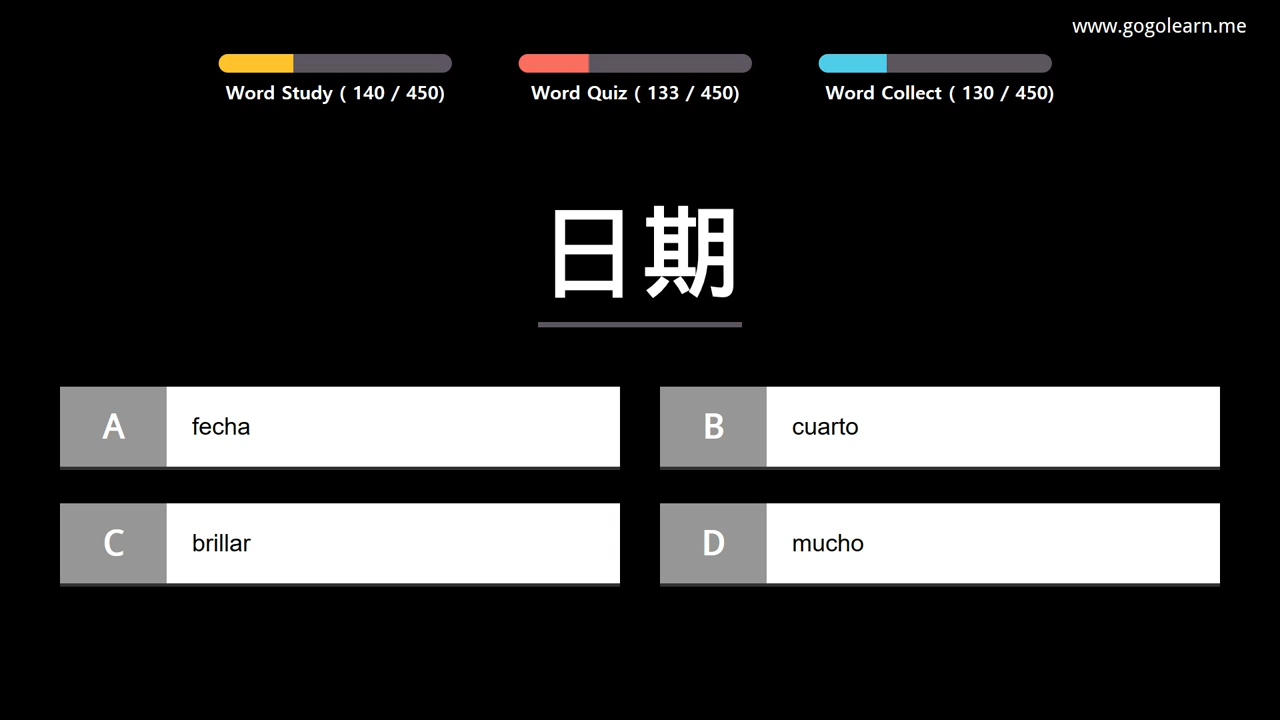 www.gogolearn.me
Word Study ( 140 / 450)
Word Quiz ( 133 / 450)
Word Collect ( 130 / 450)
日期
A fecha
B cuarto
C brillar
D mucho